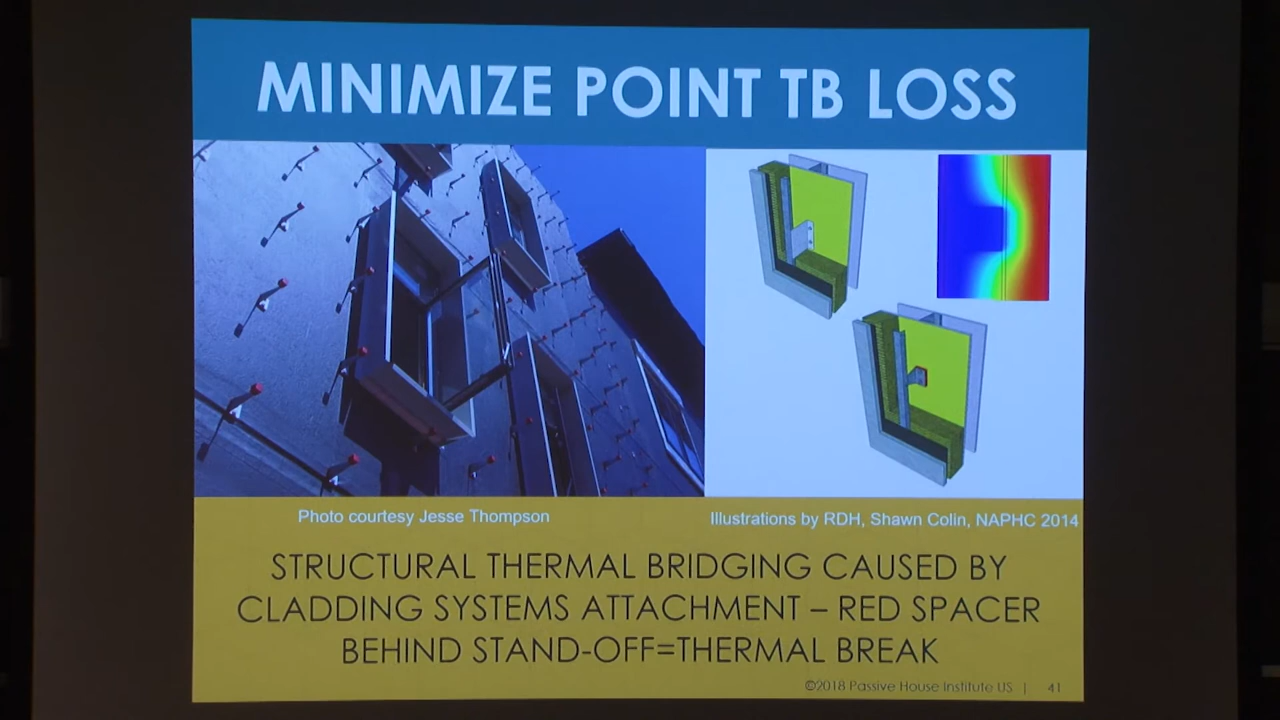 MINIMIZE POINT TB LOSS
Photo courtesy Jesse Thompson
Illustrations by RDH, Shawn Colin, NAPHC 2014
STRUCTURAL THERMAL BRIDGING CAUSED BY
CLADDING SYSTEMS ATTACHMENT – RED SPACER
BEHIND STAND-OFF=THERMAL BREAK
©2018 Passive House Institute US | 41